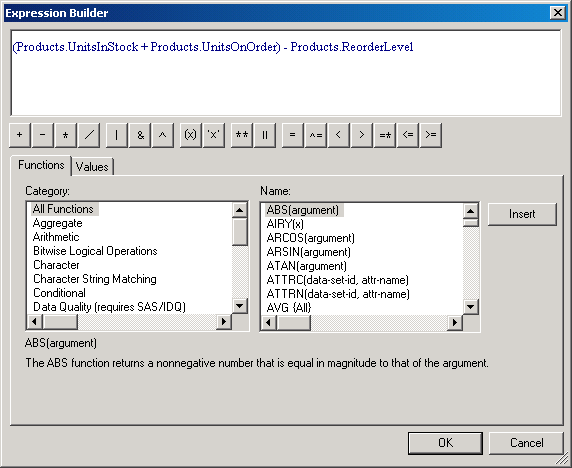 Expression Builder
(Products.UnitsInStock + Products.UnitsOnOrder) - Products.ReorderLevel
+ - * / | & ^ (x) 'x' ** || = ^= < > =* <= >=
Functions Values
Category: Name:
All Functions ABS(argument) Insert
Aggregate AIRY(x)
Arithmetic ARCOS(argument)
Bitwise Logical Operations ARSIN(argument)
Character ATAN(argument)
Character String Matching ATTRC(data-set-id, attr-name)
Conditional ATTRN(data-set-id, attr-name)
Data Quality (requires SAS/IDQ) AVG {All}
ABS(argument)
The ABS function returns a nonnegative number that is equal in magnitude to that of the argument.
OK Cancel